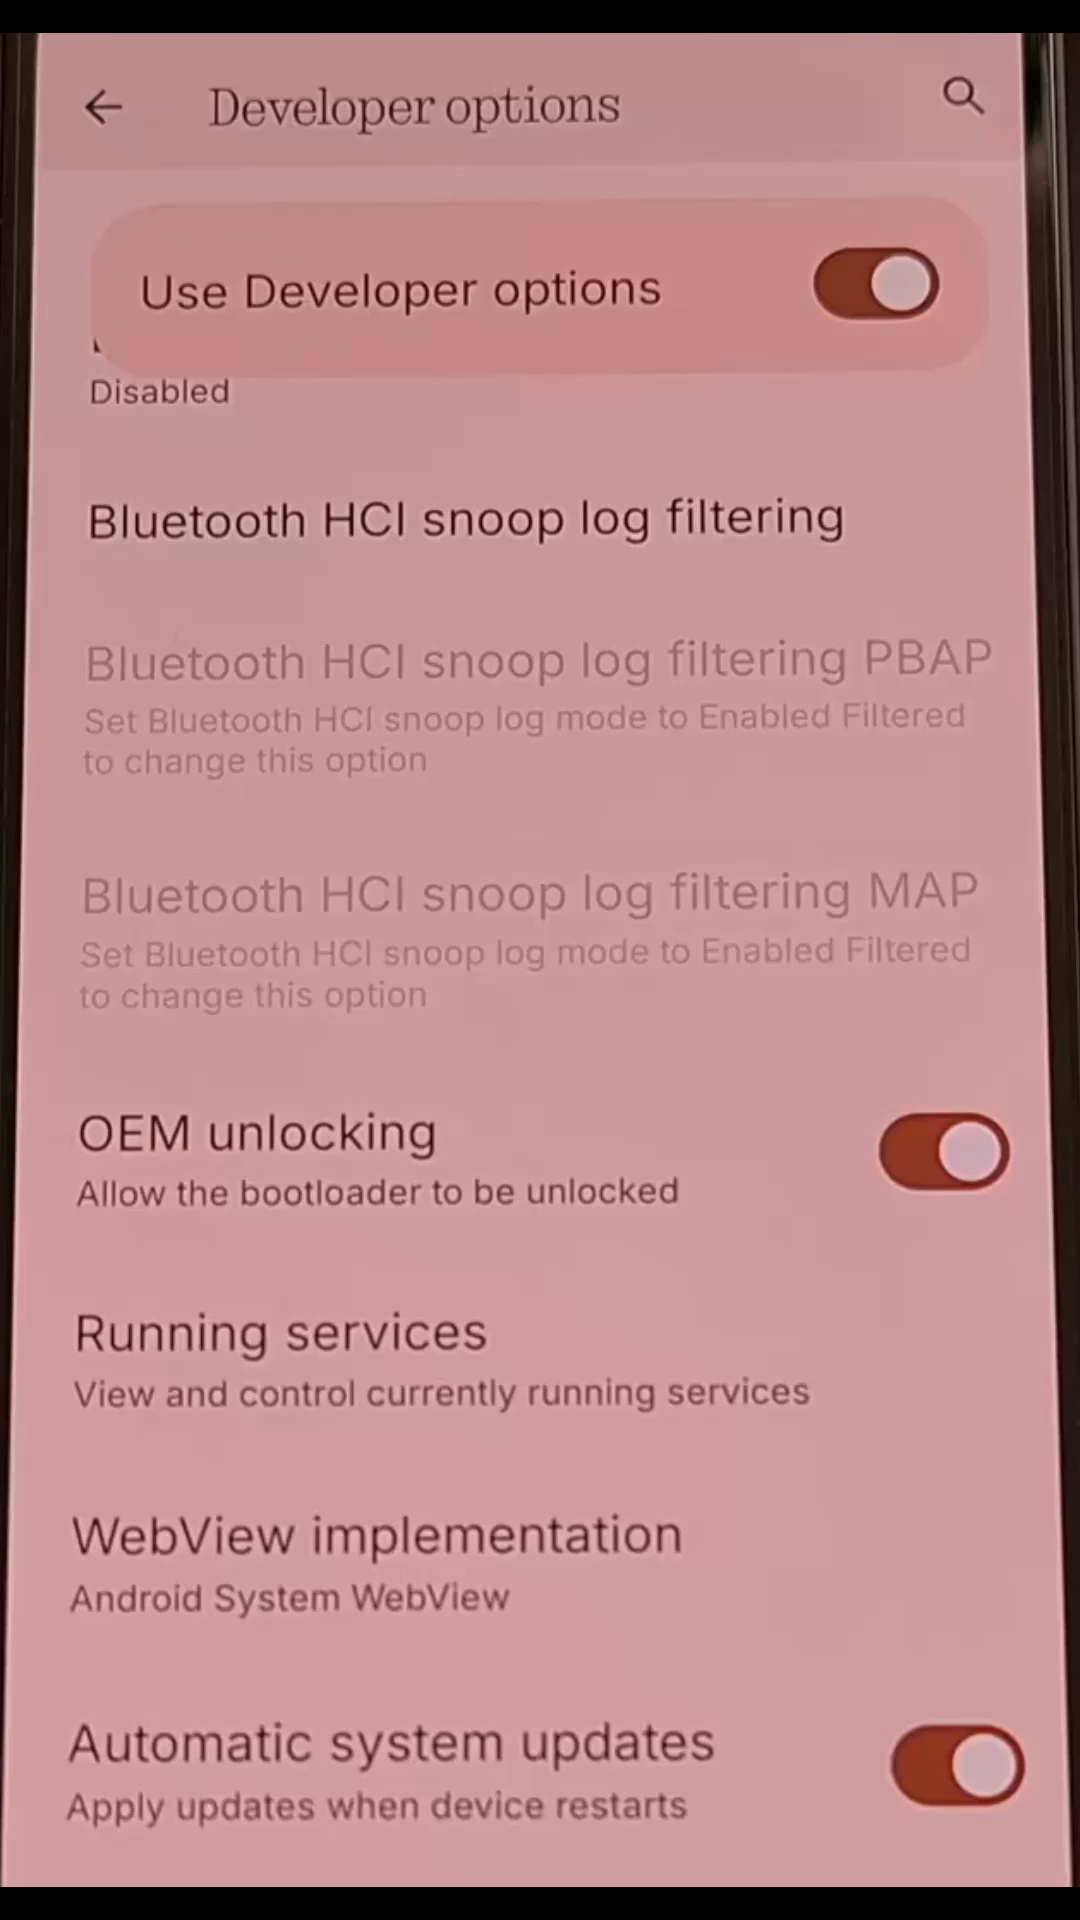 Developer options
Use Developer options
Disabled
Bluetooth HCI snoop log filtering
Bluetooth HCI snoop log filtering PBAP
Set Bluetooth HCI snoop log mode to Enabled Filtered
to change this option
Bluetooth HCI snoop log filtering MAP
Set Bluetooth HCI snoop log mode to Enabled Filtered
to change this option
OEM unlocking
Allow the bootloader to be unlocked
Running services
View and control currently running services
WebView implementation
Android System WebView
Automatic system updates
Apply updates when device restarts